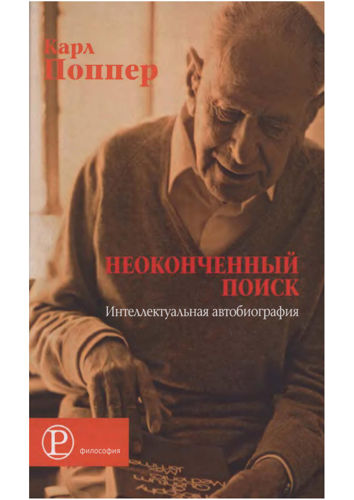 Карл
Поппер
НЕОКОНЧЕННЫЙ
ПОИСК
Интеллектуальная автобиография
Р
философия